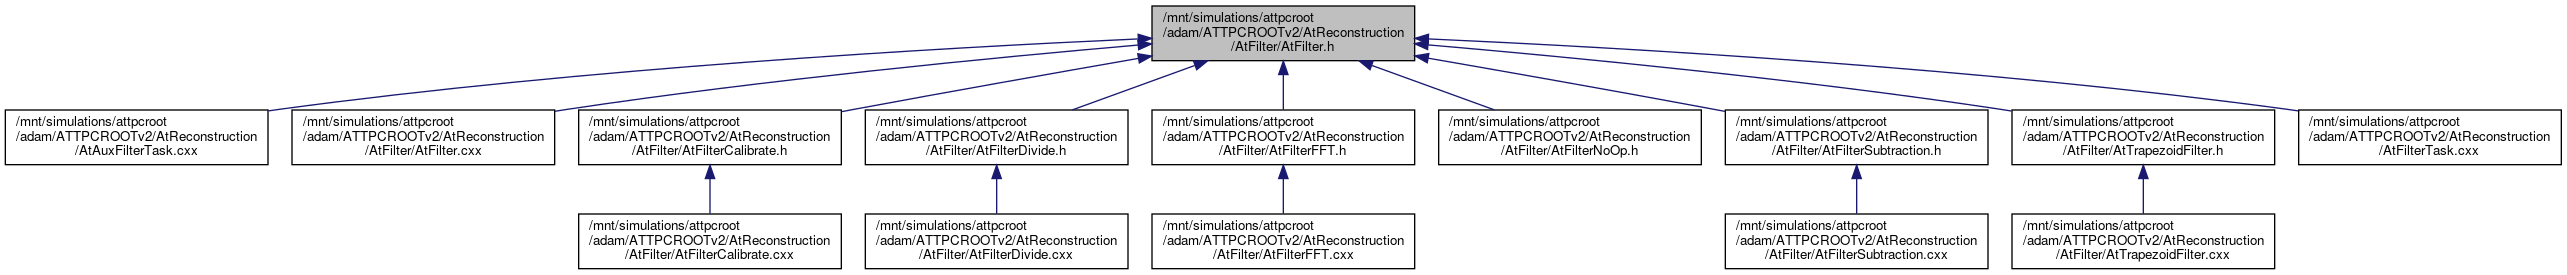 /mnt/simulations/attpcroot
/adam/ATTPCROOTv2/AtReconstruction
/AtFilter/AtFilter.h
/mnt/simulations/attpcroot
/adam/ATTPCROOTv2/AtReconstruction
/AtAuxFilterTask.cxx
/mnt/simulations/attpcroot
/adam/ATTPCROOTv2/AtReconstruction
/AtFilter/AtFilter.cxx
/mnt/simulations/attpcroot
/adam/ATTPCROOTv2/AtReconstruction
/AtFilter/AtFilterCalibrate.h
/mnt/simulations/attpcroot
/adam/ATTPCROOTv2/AtReconstruction
/AtFilter/AtFilterDivide.h
/mnt/simulations/attpcroot
/adam/ATTPCROOTv2/AtReconstruction
/AtFilter/AtFilterFFT.h
/mnt/simulations/attpcroot
/adam/ATTPCROOTv2/AtReconstruction
/AtFilter/AtFilterNoOp.h
/mnt/simulations/attpcroot
/adam/ATTPCROOTv2/AtReconstruction
/AtFilter/AtFilterSubtraction.h
/mnt/simulations/attpcroot
/adam/ATTPCROOTv2/AtReconstruction
/AtFilter/AtTrapezoidFilter.h
/mnt/simulations/attpcroot
/adam/ATTPCROOTv2/AtReconstruction
/AtFilterTask.cxx
/mnt/simulations/attpcroot
/adam/ATTPCROOTv2/AtReconstruction
/AtFilter/AtFilterCalibrate.cxx
/mnt/simulations/attpcroot
/adam/ATTPCROOTv2/AtReconstruction
/AtFilter/AtFilterDivide.cxx
/mnt/simulations/attpcroot
/adam/ATTPCROOTv2/AtReconstruction
/AtFilter/AtFilterFFT.cxx
/mnt/simulations/attpcroot
/adam/ATTPCROOTv2/AtReconstruction
/AtFilter/AtFilterSubtraction.cxx
/mnt/simulations/attpcroot
/adam/ATTPCROOTv2/AtReconstruction
/AtFilter/AtTrapezoidFilter.cxx